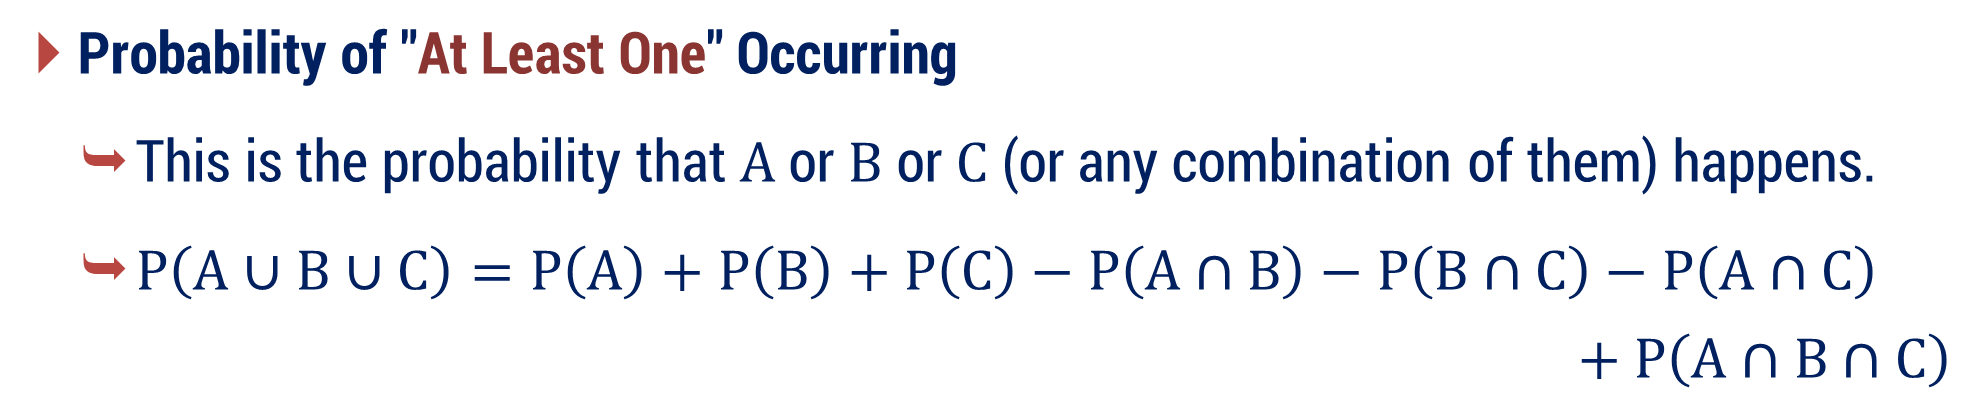 Probability of "At Least One" Occurring
This is the probability that A or B or C (or any combination of them) happens.
P(A ∪ B ∪ C) = P(A) + P(B) + P(C) − P(A ∩ B) − P(B ∩ C) − P(A ∩ C)
+ P(A ∩ B ∩ C)